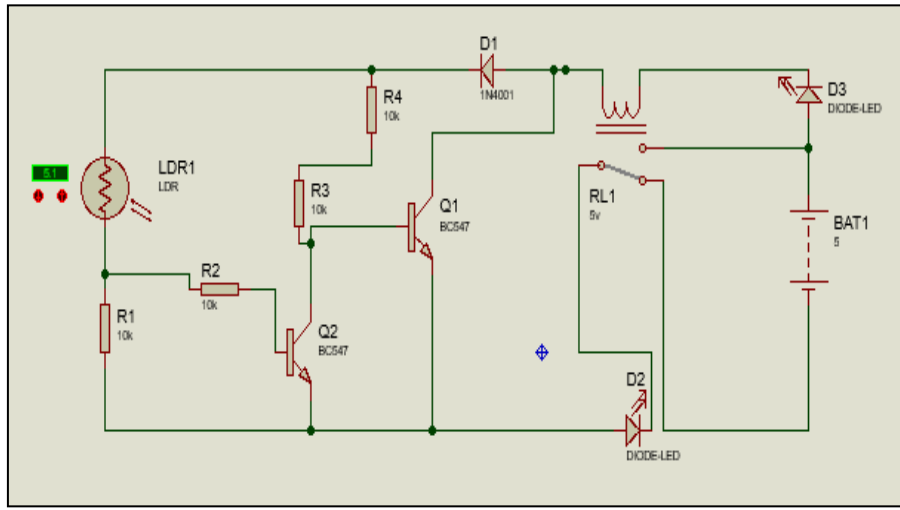 D1
1N4001
R4
10k
D3
DIODE-LED
5.1
LDR1
LDR
R3
10k
Q1
BC547
RL1
5v
BAT1
5
R2
10k
R1
10k
Q2
BC547
D2
DIODE-LED